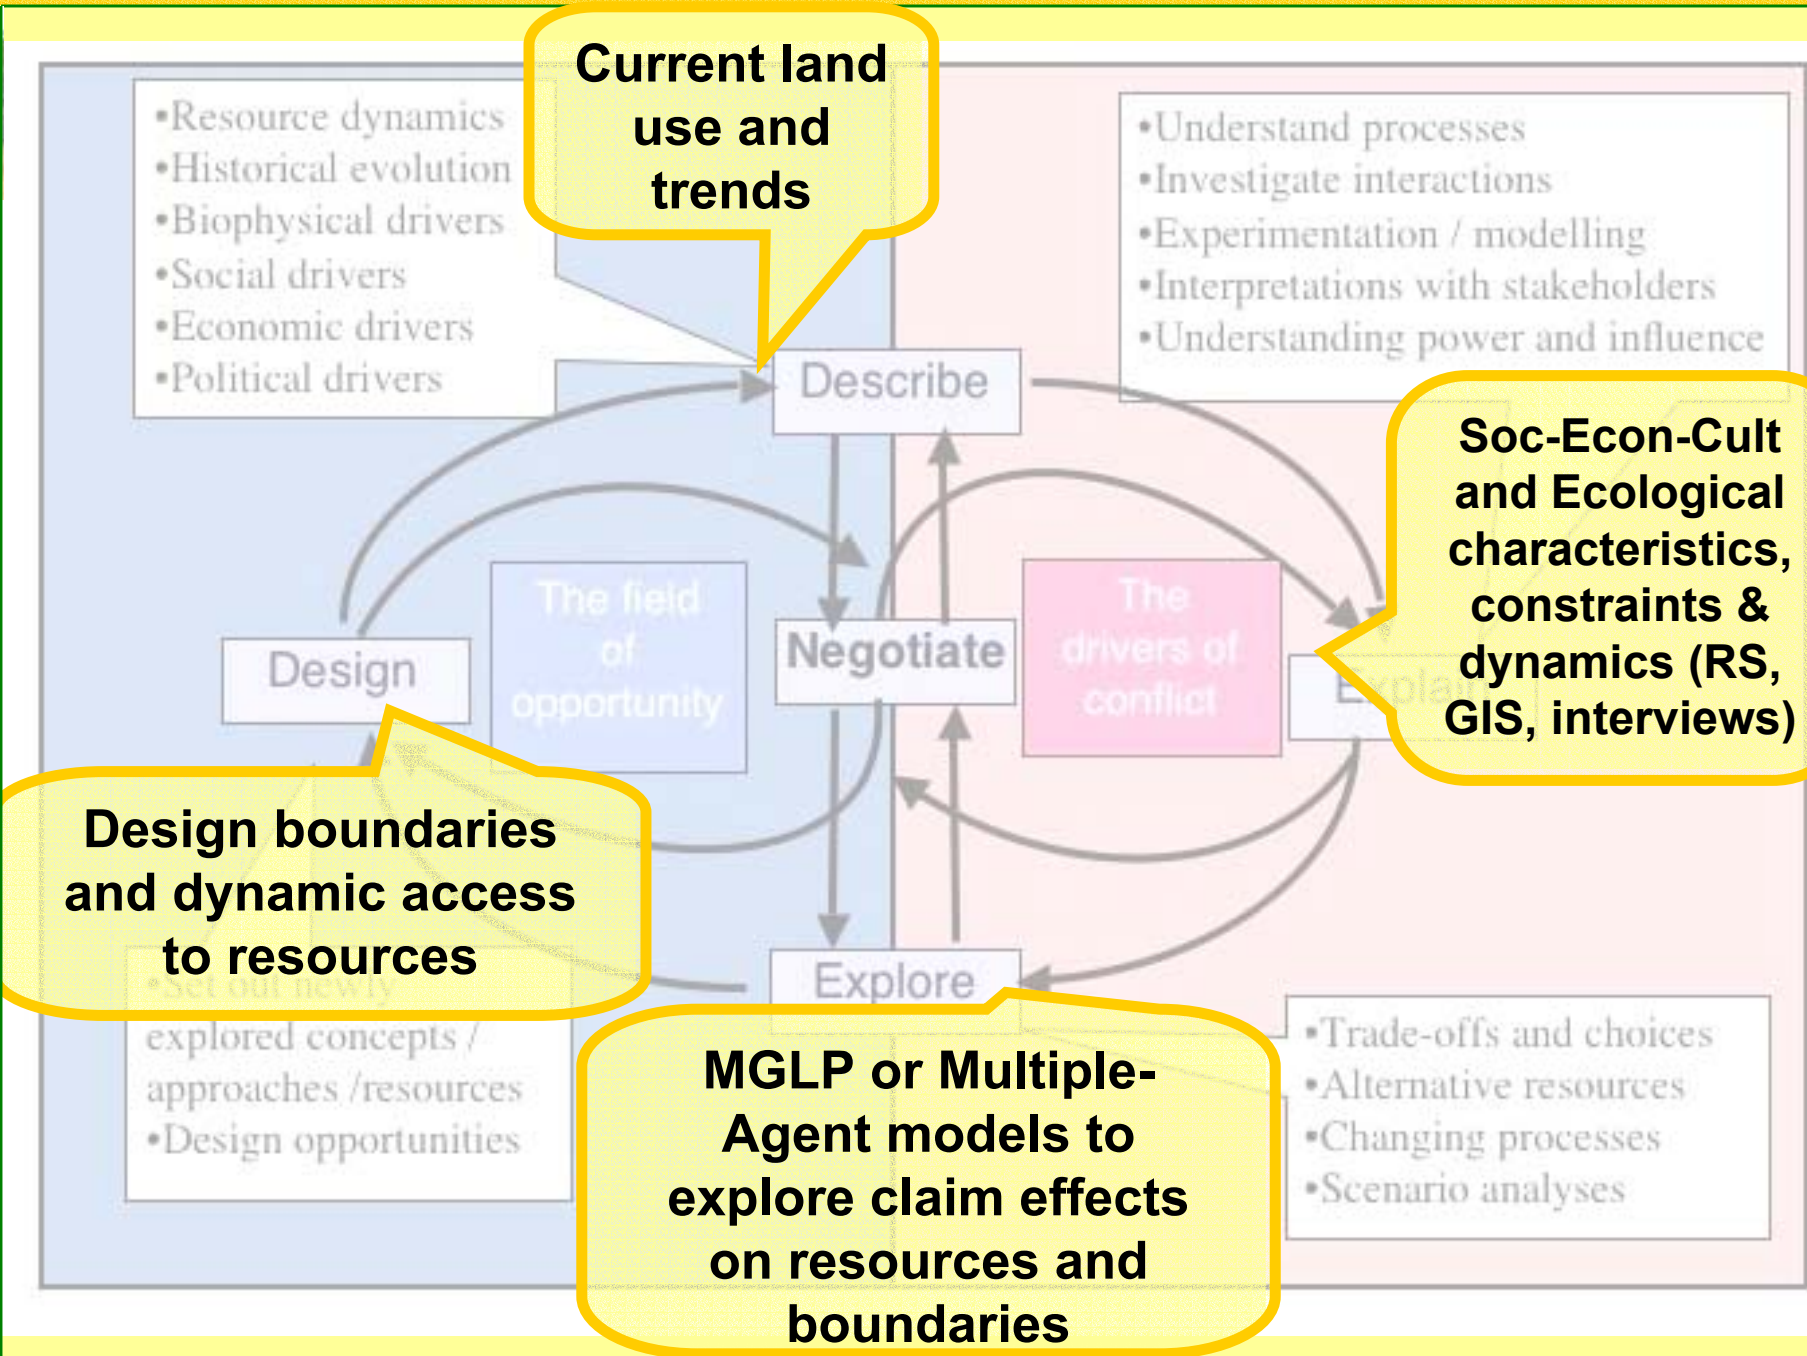 Current land
use and
trends
•Resource dynamics
•Historical evolution
•Biophysical drivers
•Social drivers
•Economic drivers
•Political drivers
•Understand processes
•Investigate interactions
•Experimentation / modelling
•Interpretations with stakeholders
•Understanding power and influence
Describe
Soc-Econ-Cult
and Ecological
characteristics,
constraints &
dynamics (RS,
GIS, interviews)
Design
The field
of
opportunity
Negotiate
The
drivers of
conflict
Explain
Design boundaries
and dynamic access
to resources
•Set out newly
explored concepts /
approaches /resources
•Design opportunities
Explore
MGLP or Multiple-
Agent models to
explore claim effects
on resources and
boundaries
•Trade-offs and choices
•Alternative resources
•Changing processes
•Scenario analyses